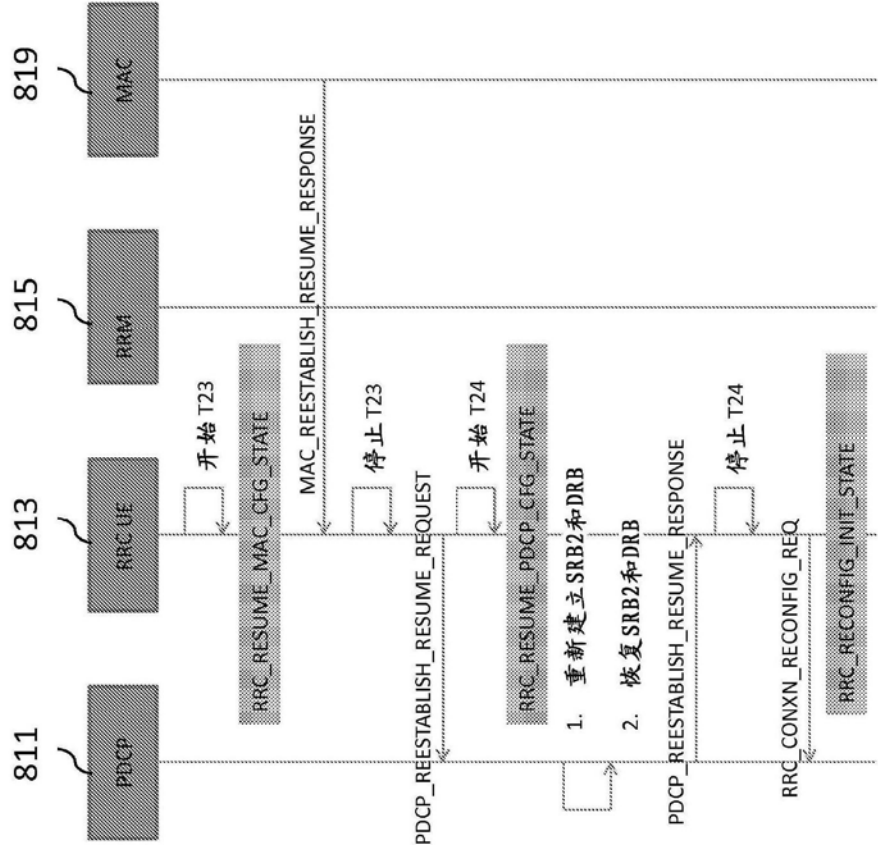 811
813
815
819
PDCP
RRC UE
RRM
MAC
开始 T23
RRC_RESUME_MAC_CFG_STATE
MAC_REESTABLISH_RESUME_RESPONSE
停止 T23
PDCP_REESTABLISH_RESUME_REQUEST
开始 T24
RRC_RESUME_PDCP_CFG_STATE
1. 重新建立SRB2和DRB
2. 恢复SRB2和DRB
PDCP_REESTABLISH_RESUME_RESPONSE
停止 T24
RRC_CONXN_RECONFIG_REQ
RRC_RECONFIG_INIT_STATE